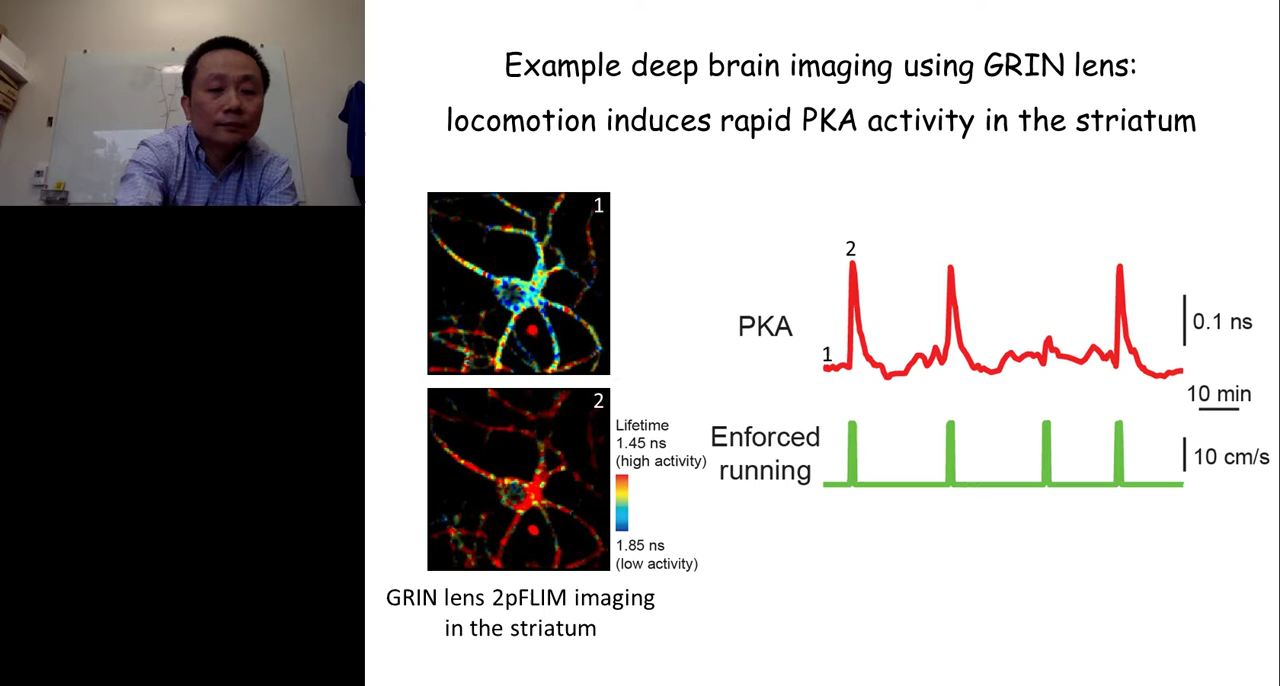 Example deep brain imaging using GRIN lens:
locomotion induces rapid PKA activity in the striatum
1
2
Lifetime
1.45 ns
(high activity)
1.85 ns
(low activity)
GRIN lens 2pFLIM imaging
in the striatum
2
PKA
1
0.1 ns
10 min
Enforced
running
10 cm/s